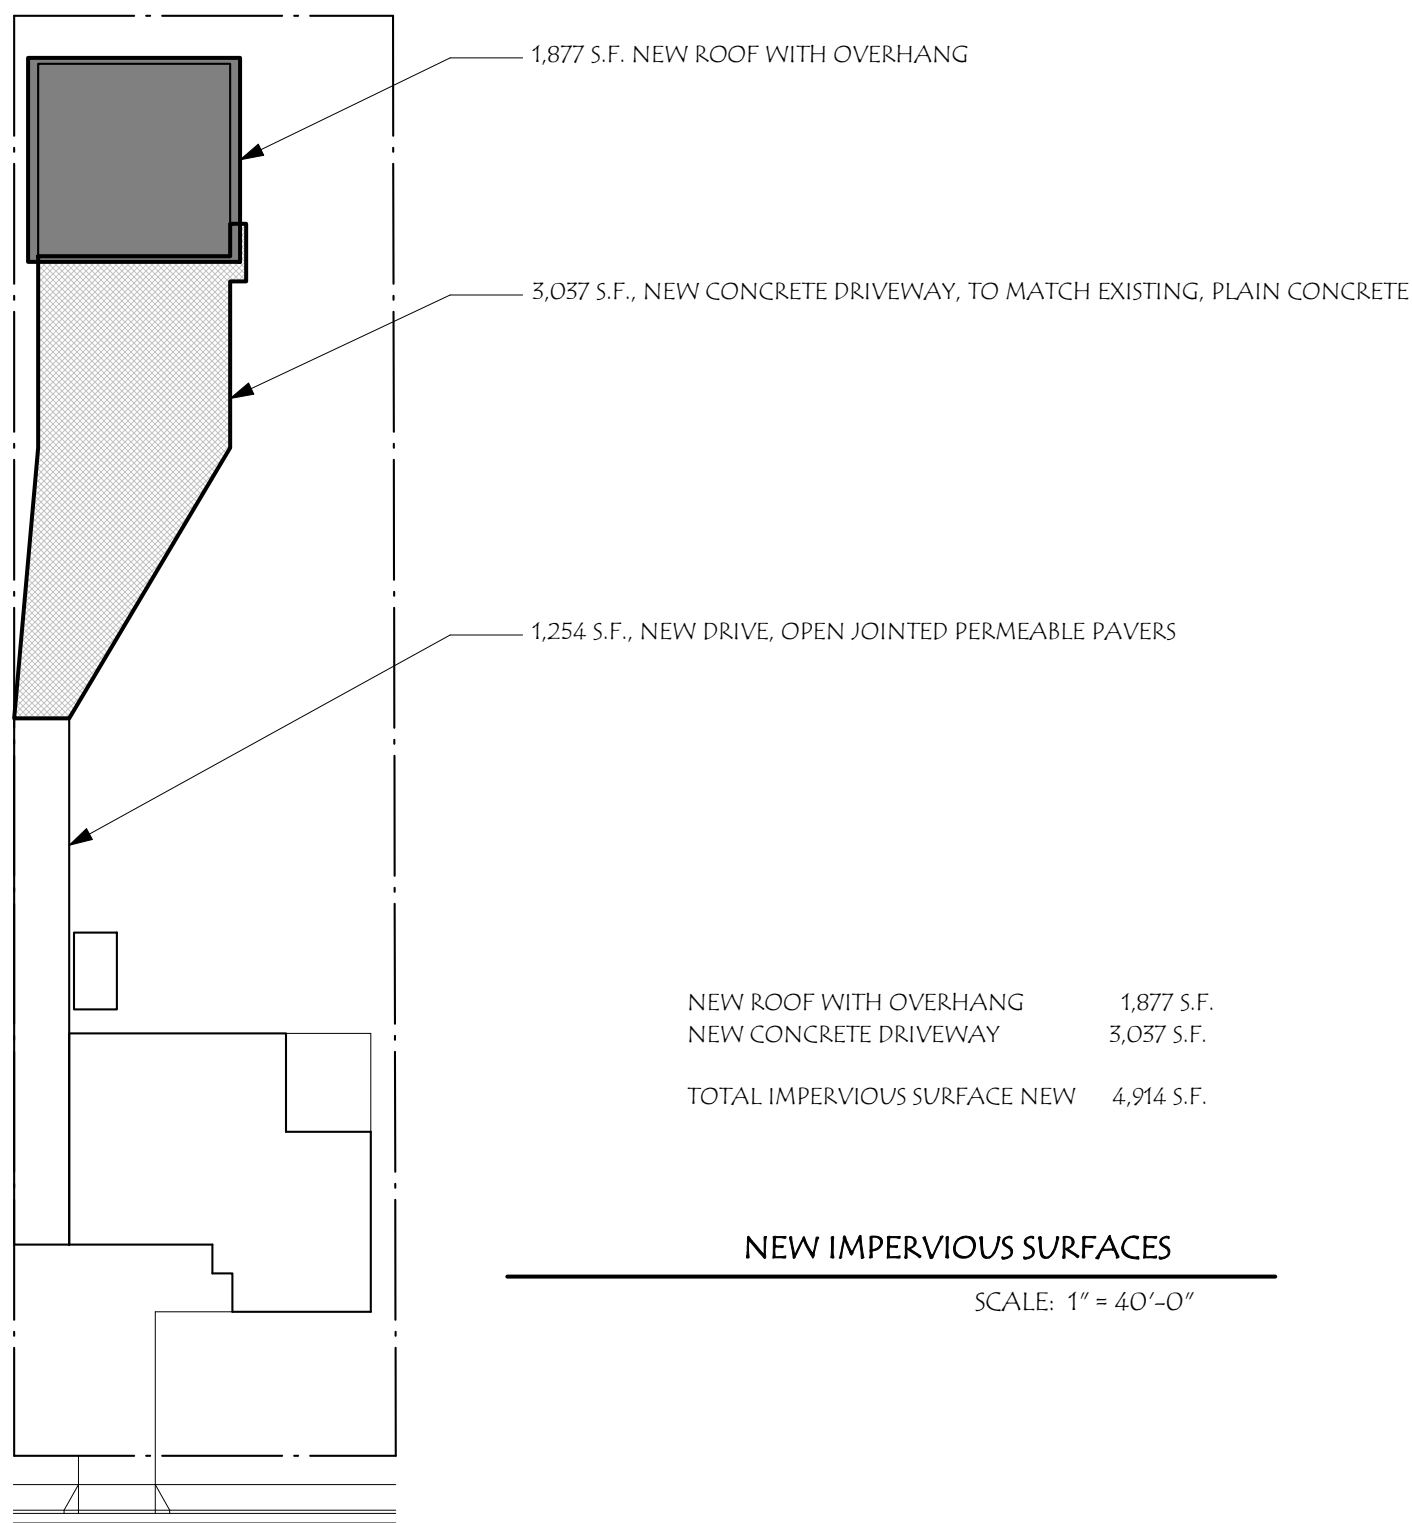 1,877 S.F. NEW ROOF WITH OVERHANG
3,037 S.F., NEW CONCRETE DRIVEWAY, TO MATCH EXISTING, PLAIN CONCRETE
1,254 S.F., NEW DRIVE, OPEN JOINTED PERMEABLE PAVERS
NEW ROOF WITH OVERHANG 1,877 S.F.
NEW CONCRETE DRIVEWAY 3,037 S.F.
TOTAL IMPERVIOUS SURFACE NEW 4,914 S.F.
NEW IMPERVIOUS SURFACES
SCALE: 1" = 40'-0"